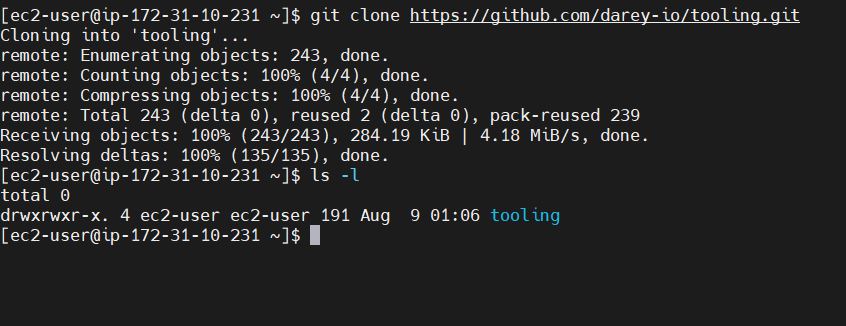 [ec2-user@ip-172-31-10-231 ~]$ git clone https://github.com/darey-io/tooling.git
Cloning into 'tooling'...
remote: Enumerating objects: 243, done.
remote: Counting objects: 100% (4/4), done.
remote: Compressing objects: 100% (4/4), done.
remote: Total 243 (delta 0), reused 2 (delta 0), pack-reused 239
Receiving objects: 100% (243/243), 284.19 KiB | 4.18 MiB/s, done.
Resolving deltas: 100% (135/135), done.
[ec2-user@ip-172-31-10-231 ~]$ ls -l
total 0
drwxrwxr-x. 4 ec2-user ec2-user 191 Aug  9 01:06 tooling
[ec2-user@ip-172-31-10-231 ~]$